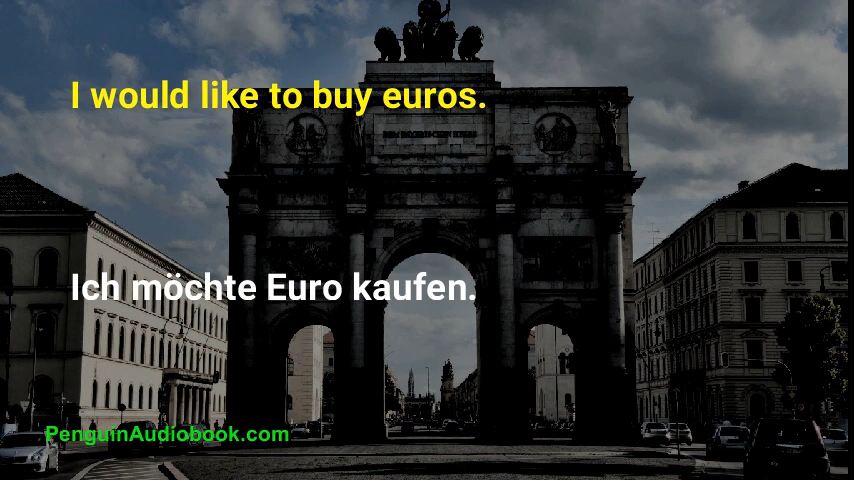 I would like to buy euros.
Ich möchte Euro kaufen.
PenguinAudiobook.com